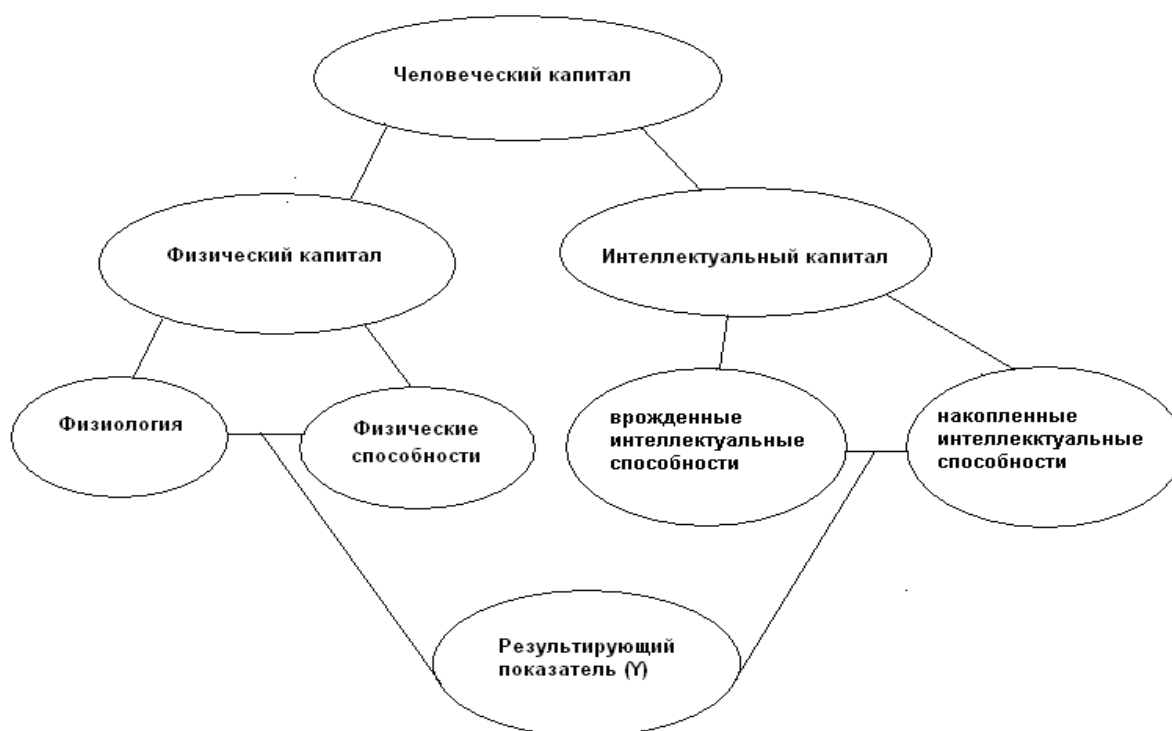 Человеческий капитал
Физический капитал
Интеллектуальный капитал
Физиология
Физические
способности
врожденные
интеллектуальные
способности
накопленные
интеллекктуальные
способности
Результирующий
показатель (Y)